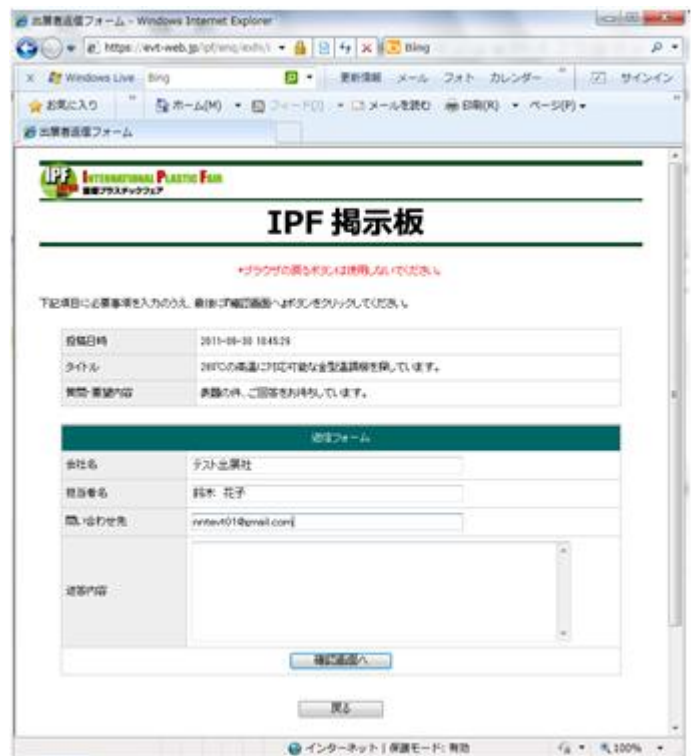 出展者返信フォーム - Windows Internet Explorer
Bing
x Windows Live Bing 更新情報 メール フォト カレンダー サインイン
お気に入り ホーム(M) フィード(J) メールを読む 印刷(R) ページ(P)
出展者返信フォーム
IPF INTERNATIONAL PLASTIC FAIR
国際プラスチックフェア
IPF 掲示板
*ブラウザの戻るボタンは使用しないでください。
下記項目に必要事項を入力のうえ、最後に「確認画面へ」ボタンをクリックしてください。
投稿日時
タイトル 200℃の高温に対応可能な金型温調機を探しています。
質問・要望内容 表題の件、ご回答をお待ちしています。
返信フォーム
会社名 テスト出展社
担当者名 鈴木 花子
問い合わせ先
返答内容
確認画面へ
戻る
インターネット | 保護モード: 有効 100%